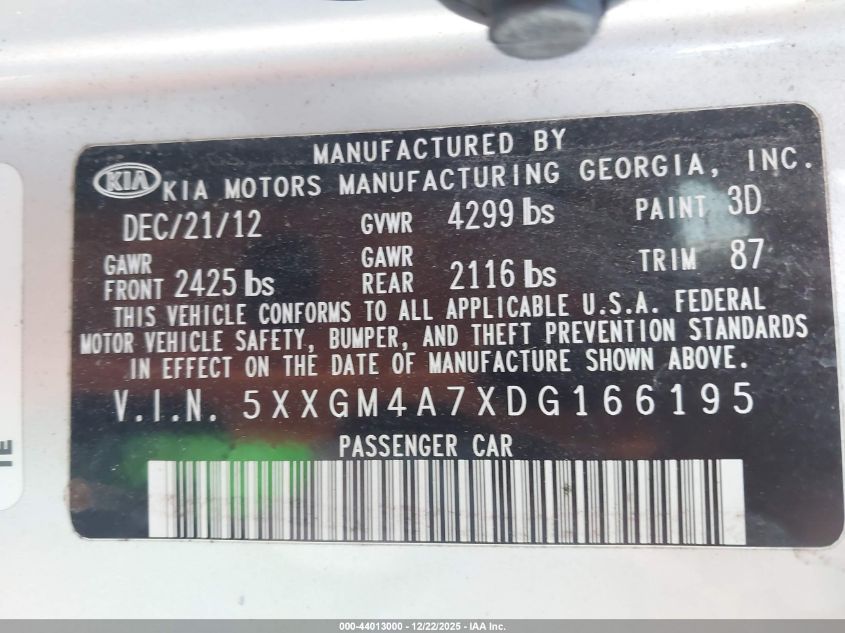 MANUFACTURED BY
KIA KIA MOTORS MANUFACTURING GEORGIA, INC.
DEC/21/12 GVWR 4299 lbs PAINT 3D
GAWR FRONT 2425 lbs GAWR REAR 2116 lbs TRIM 87
THIS VEHICLE CONFORMS TO ALL APPLICABLE U.S.A. FEDERAL
MOTOR VEHICLE SAFETY, BUMPER, AND THEFT PREVENTION STANDARDS
IN EFFECT ON THE DATE OF MANUFACTURE SHOWN ABOVE.
V.I.N. 5XXGM4A7XDG166195
PASSENGER CAR
000-44013000 - 12/22/2025 - IAA Inc.